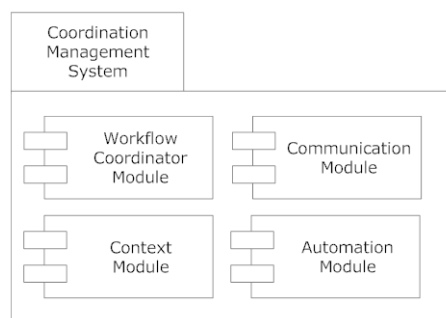 Coordination
Management
System
Workflow
Coordinator
Module
Communication
Module
Context
Module
Automation
Module